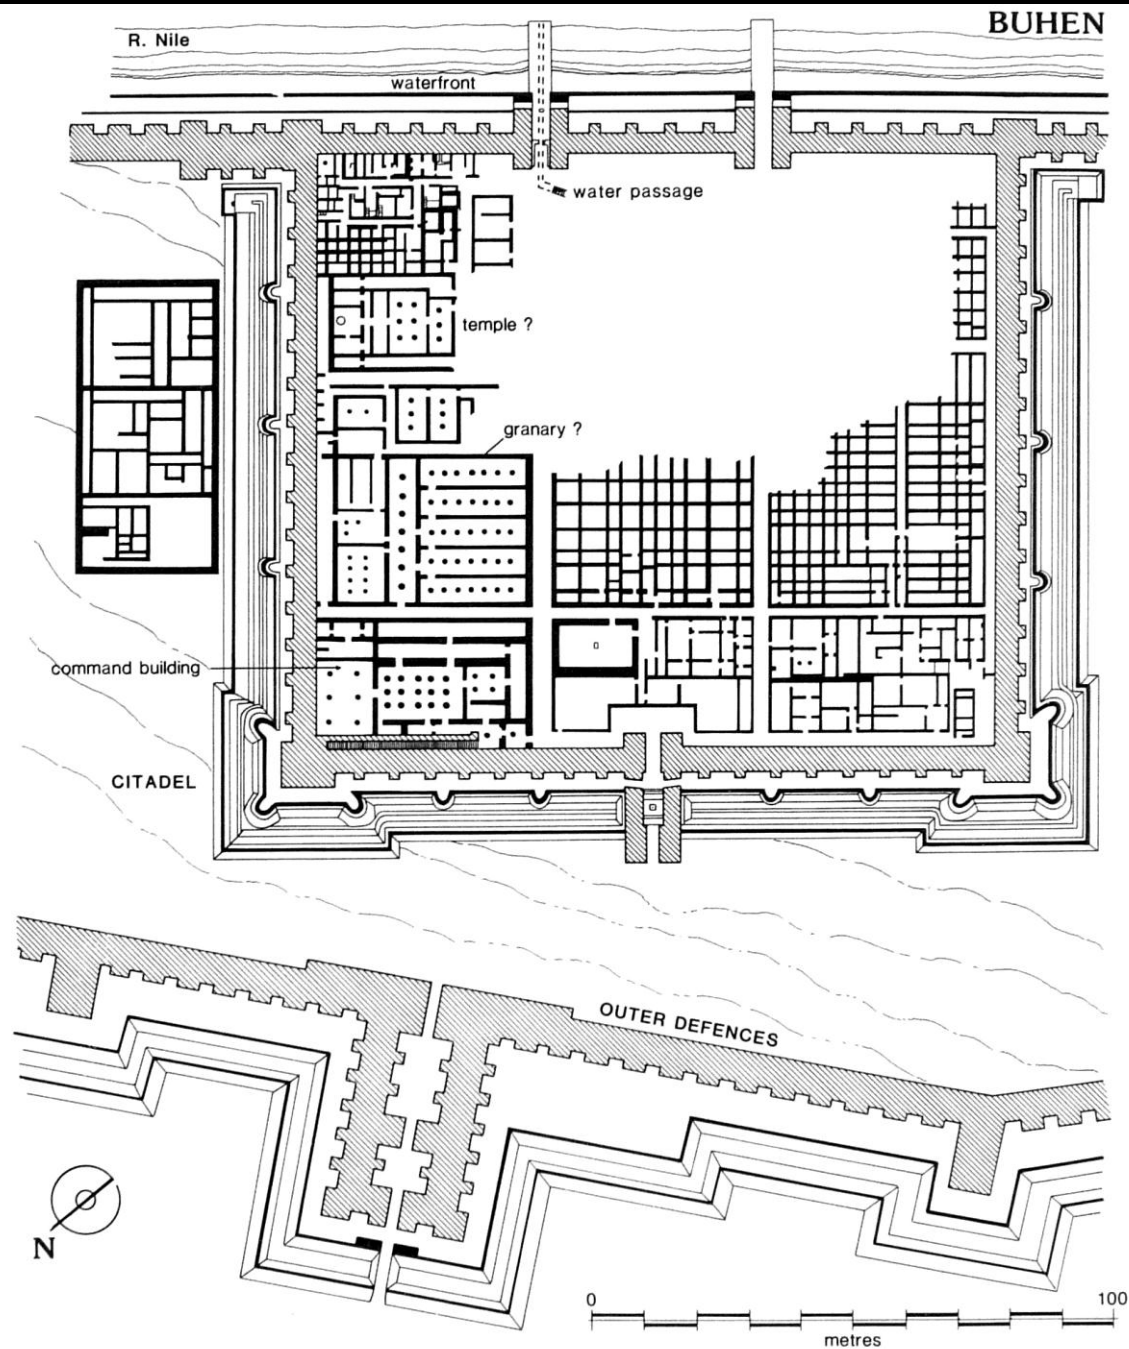 BUHEN
R. Nile
waterfront
water passage
temple ?
granary ?
command building
CITADEL
OUTER DEFENCES
N
0 100
metres